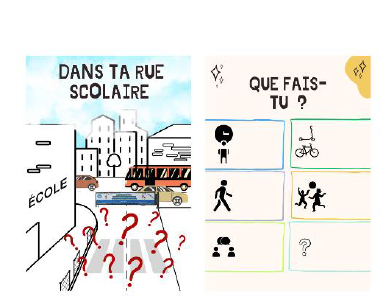 DANS TA RUE
SCOLAIRE
ÉCOLE
? ? ? ? ? ? ? ? ? ?
QUE FAIS-
TU ?
?